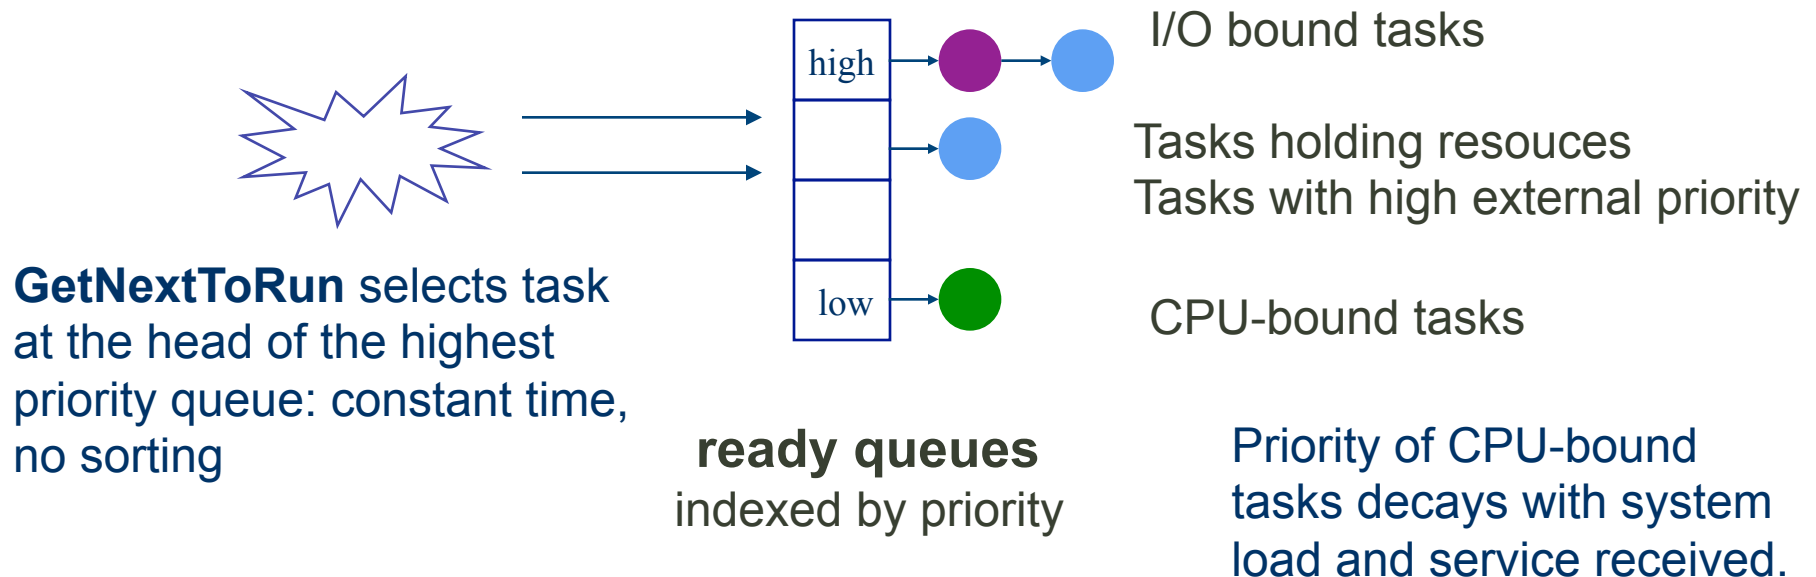 I/O bound tasks
high
Tasks holding resouces
Tasks with high external priority
GetNextToRun selects task
at the head of the highest
priority queue: constant time,
no sorting
low
CPU-bound tasks
ready queues
indexed by priority
Priority of CPU-bound
tasks decays with system
load and service received.